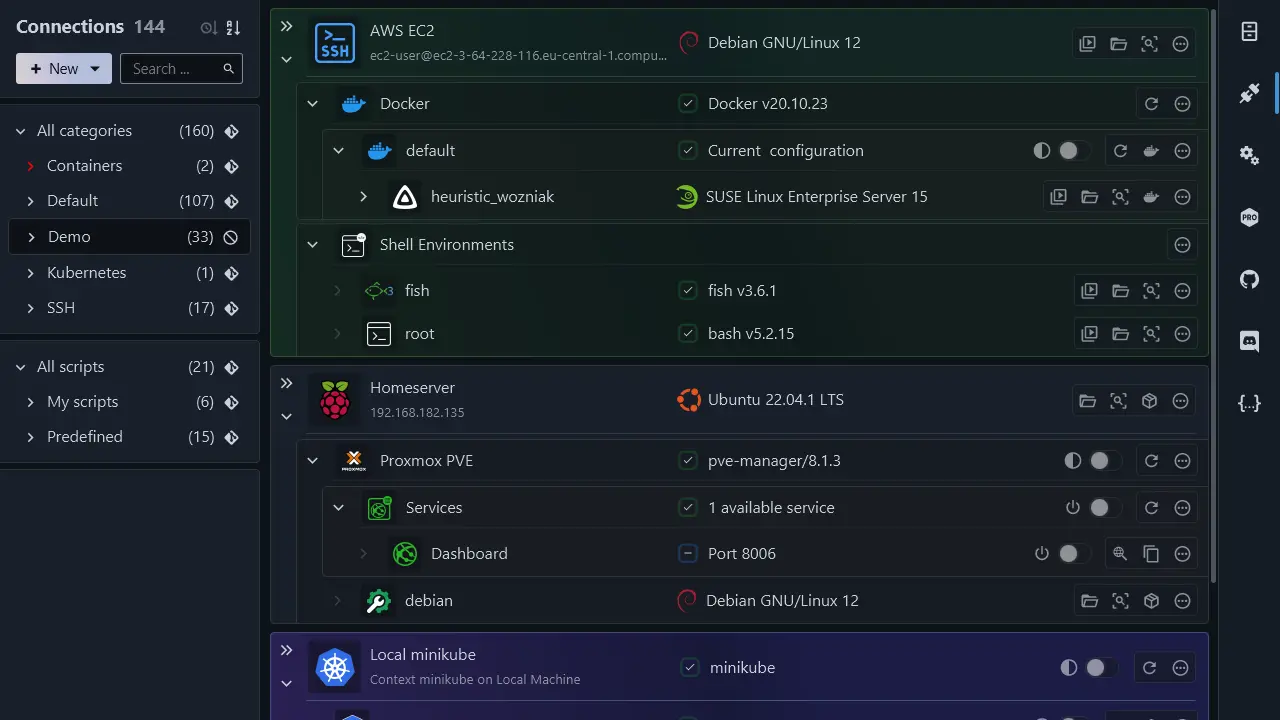 Connections 144
New
Search ...
All categories (160)
Containers (2)
Default (107)
Demo (33)
Kubernetes (1)
SSH (17)
All scripts (21)
My scripts (6)
Predefined (15)
SSH
AWS EC2
ec2-user@ec2-3-64-228-116.eu-central-1.compu...
Debian GNU/Linux 12
Docker
Docker v20.10.23
default
Current configuration
heuristic_wozniak
SUSE Linux Enterprise Server 15
Shell Environments
fish
fish v3.6.1
root
bash v5.2.15
Homeserver
192.168.182.135
Ubuntu 22.04.1 LTS
PROXMOX
Proxmox PVE
pve-manager/8.1.3
Services
1 available service
Dashboard
Port 8006
debian
Debian GNU/Linux 12
Local minikube
Context minikube on Local Machine
minikube
PRO